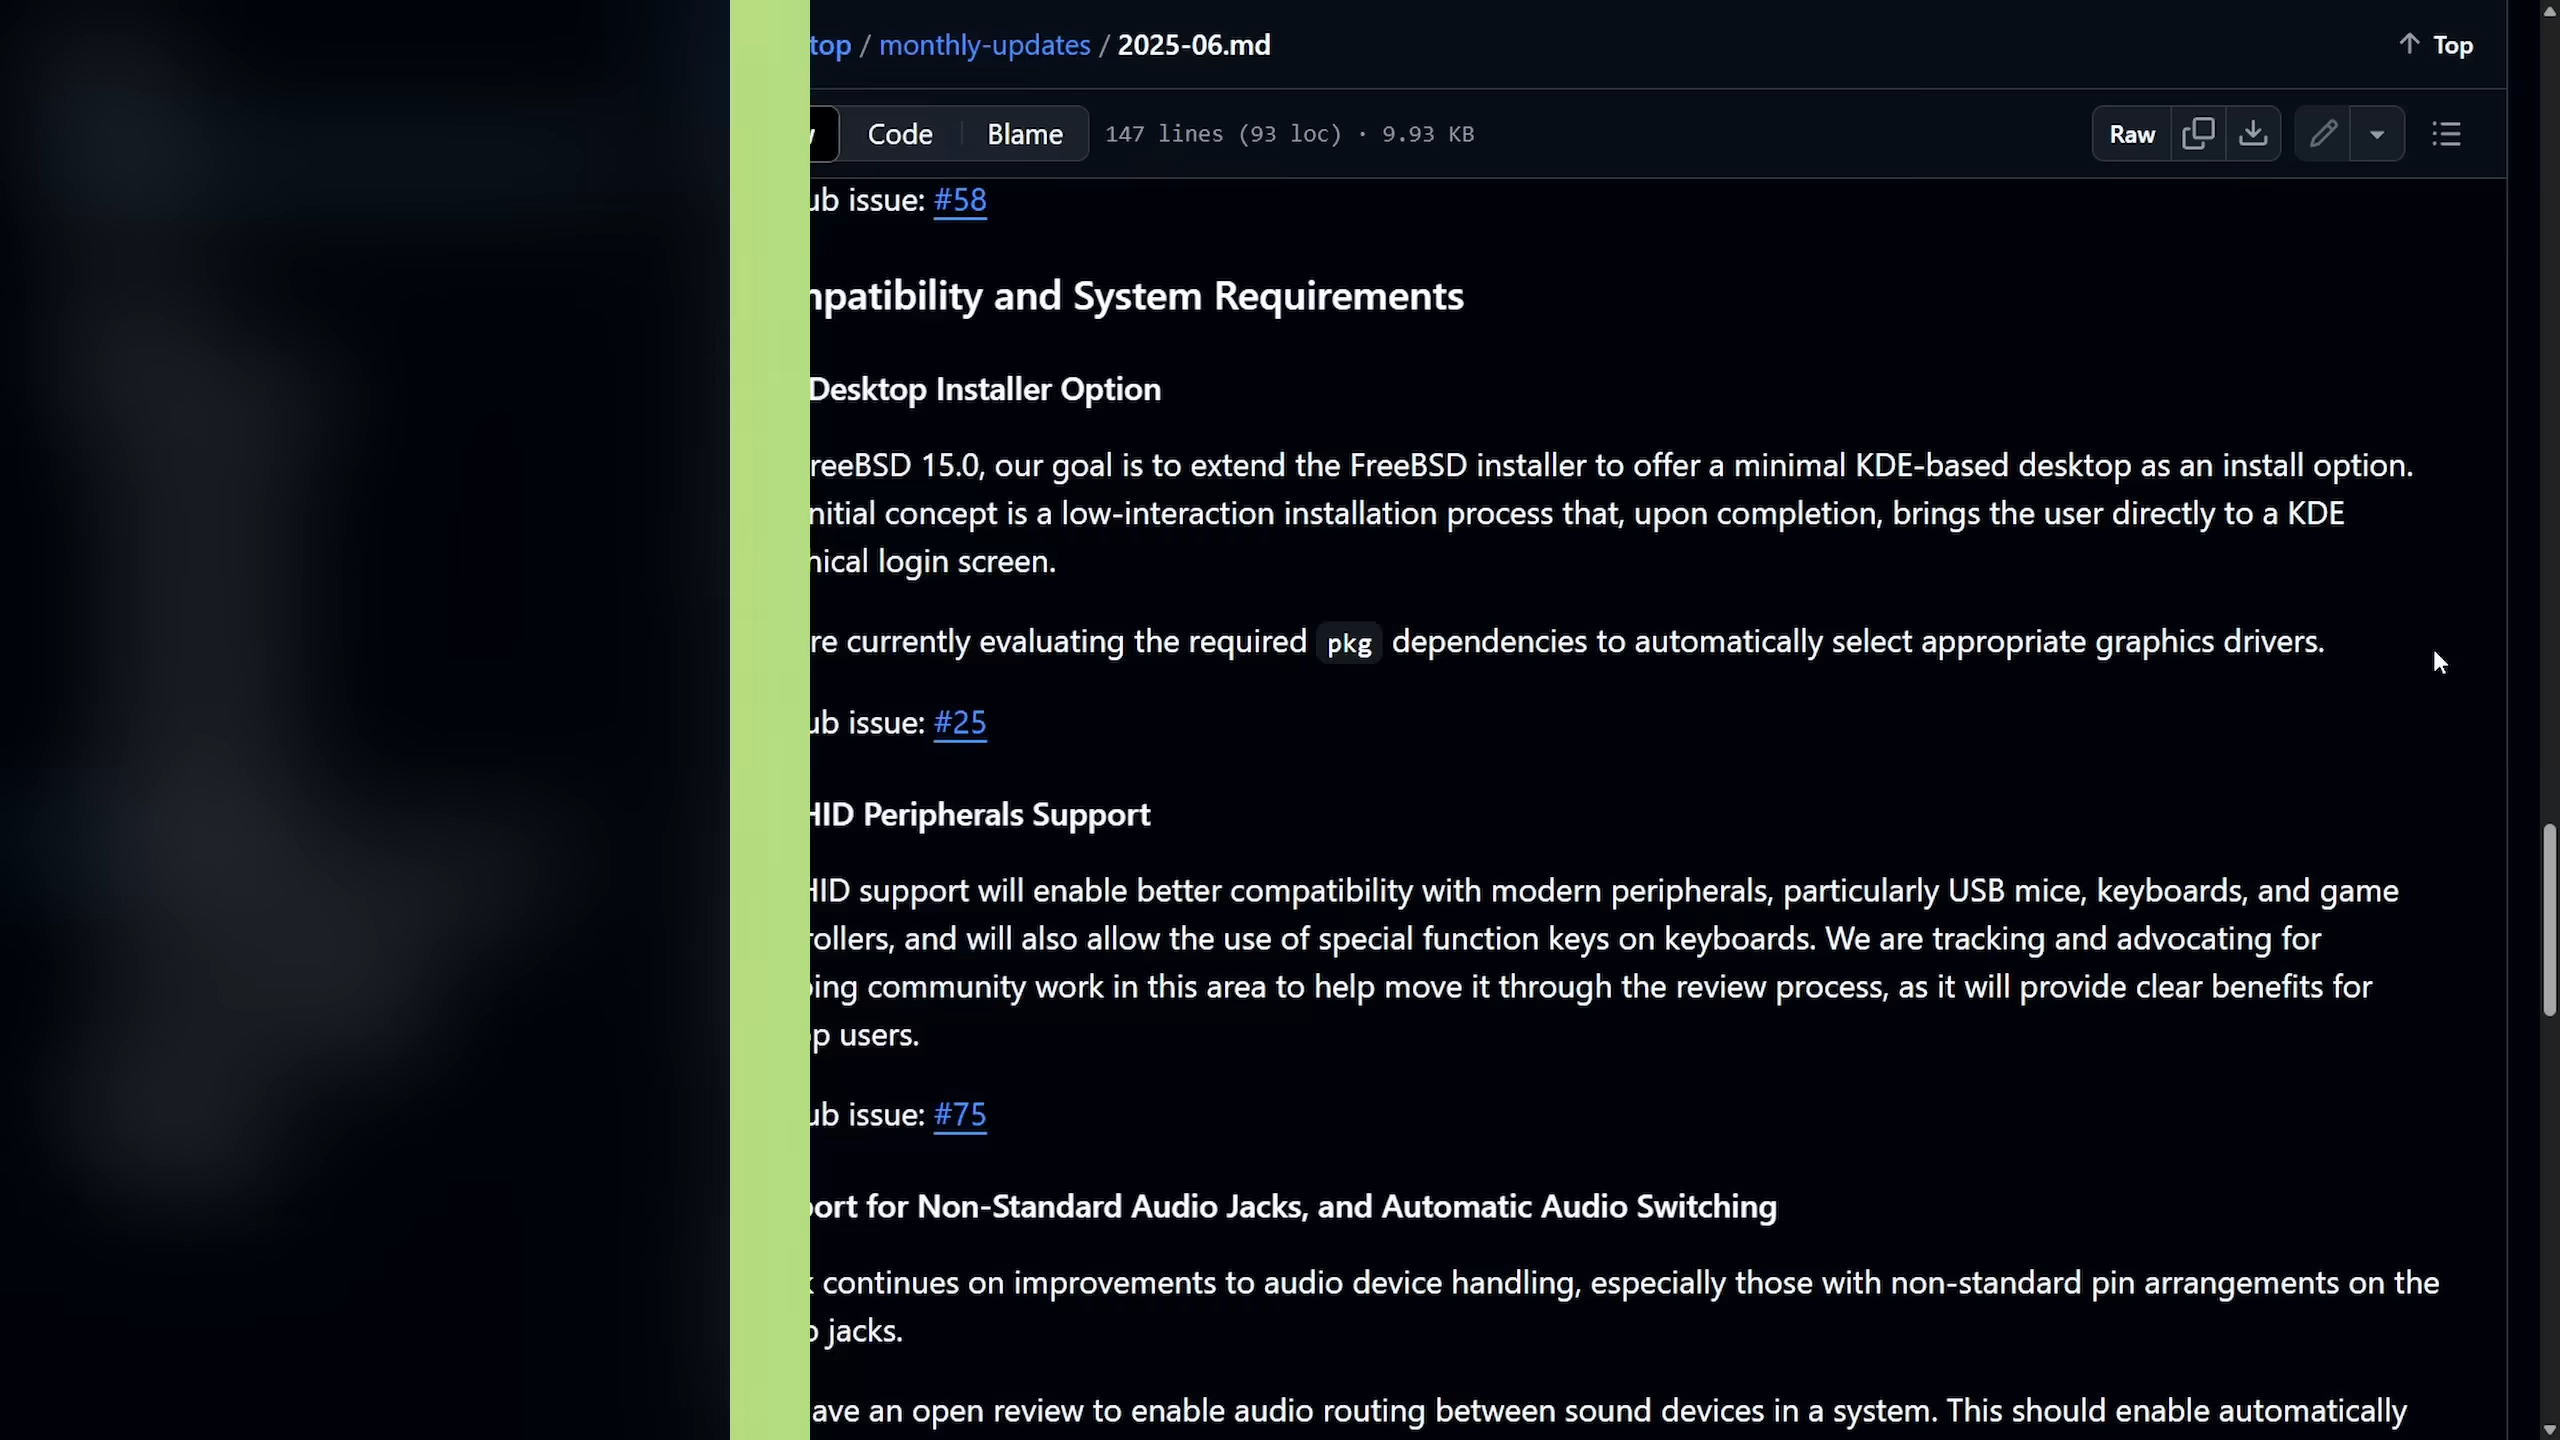 top / monthly-updates / 2025-06.md
Top
Code
Blame
147 lines (93 loc) · 9.93 KB
Raw
ub issue: #58
mpatibility and System Requirements
Desktop Installer Option
reeBSD 15.0, our goal is to extend the FreeBSD installer to offer a minimal KDE-based desktop as an install option.
nitial concept is a low-interaction installation process that, upon completion, brings the user directly to a KDE
hical login screen.
re currently evaluating the required pkg dependencies to automatically select appropriate graphics drivers.
ub issue: #25
HID Peripherals Support
HID support will enable better compatibility with modern peripherals, particularly USB mice, keyboards, and game
rollers, and will also allow the use of special function keys on keyboards. We are tracking and advocating for
oing community work in this area to help move it through the review process, as it will provide clear benefits for
op users.
ub issue: #75
port for Non-Standard Audio Jacks, and Automatic Audio Switching
continues on improvements to audio device handling, especially those with non-standard pin arrangements on the
o jacks.
ave an open review to enable audio routing between sound devices in a system. This should enable automatically